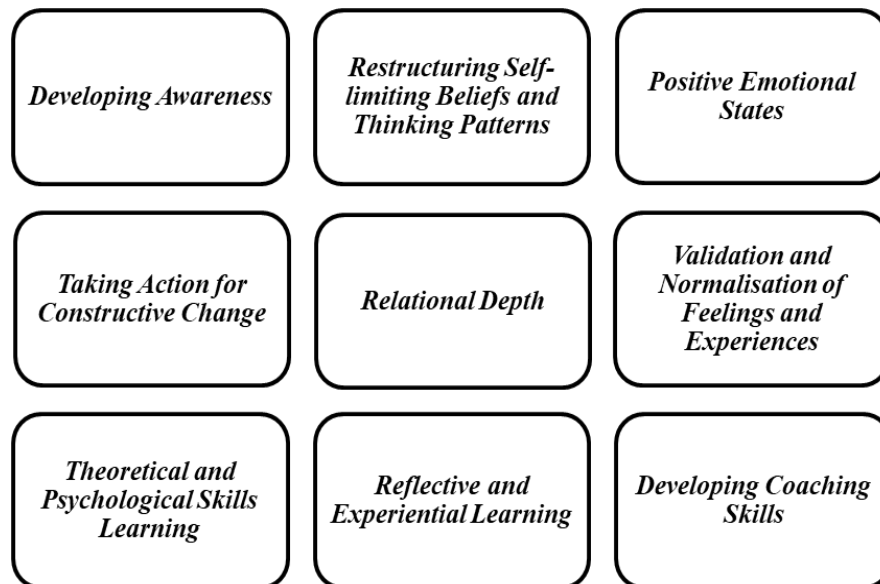 Developing Awareness
Restructuring Self-
limiting Beliefs and
Thinking Patterns
Positive Emotional
States
Taking Action for
Constructive Change
Relational Depth
Validation and
Normalisation of
Feelings and
Experiences
Theoretical and
Psychological Skills
Learning
Reflective and
Experiential Learning
Developing Coaching
Skills